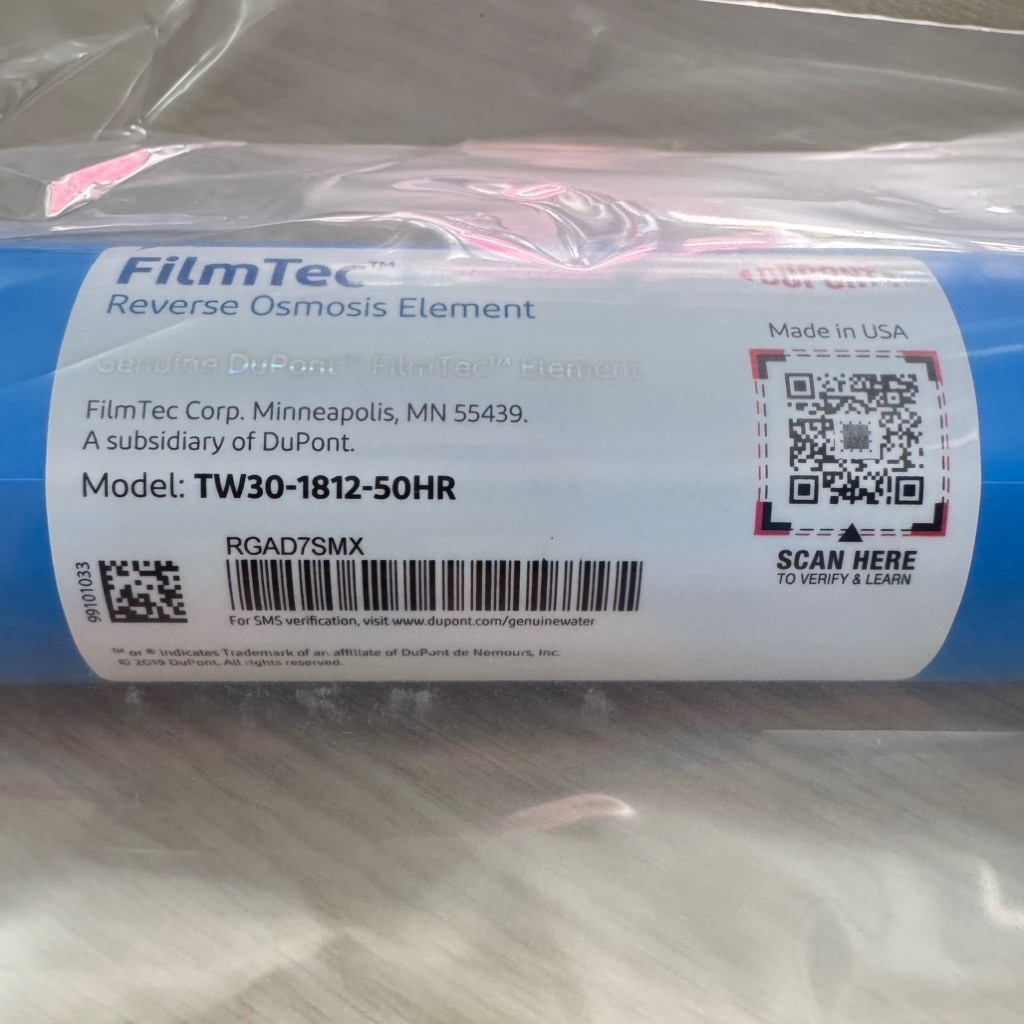 FilmTec™
Reverse Osmosis Element
DUPONT
Made in USA
Genuine DuPont™ FilmTec™ Element
FilmTec Corp. Minneapolis, MN 55439.
A subsidiary of DuPont.
Model: TW30-1812-50HR
RGAD7SMX
99101033
For SMS verification, visit www.dupont.com/genuinewater
SCAN HERE
TO VERIFY & LEARN
™ or ® indicates Trademark of an affiliate of DuPont de Nemours, Inc.
© 2019 DuPont. All rights reserved.